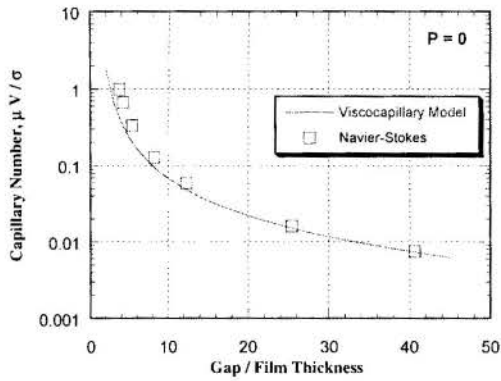 10
P = 0
1
Viscocapillary Model
Navier-Stokes
0.1
0.01
0.001
Capillary Number, μ V / σ
0 10 20 30 40 50
Gap / Film Thickness